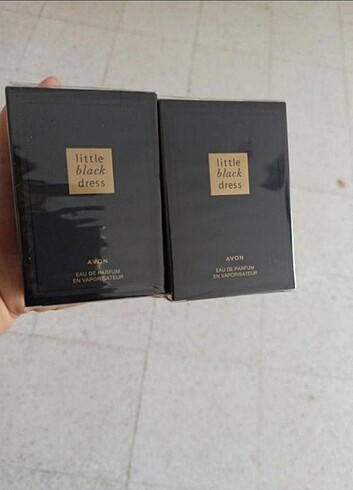 little
black
dress
AVON
EAU DE PARFUM
EN VAPORISATEUR
little
black
dress
AVON
EAU DE PARFUM
EN VAPORISATEUR